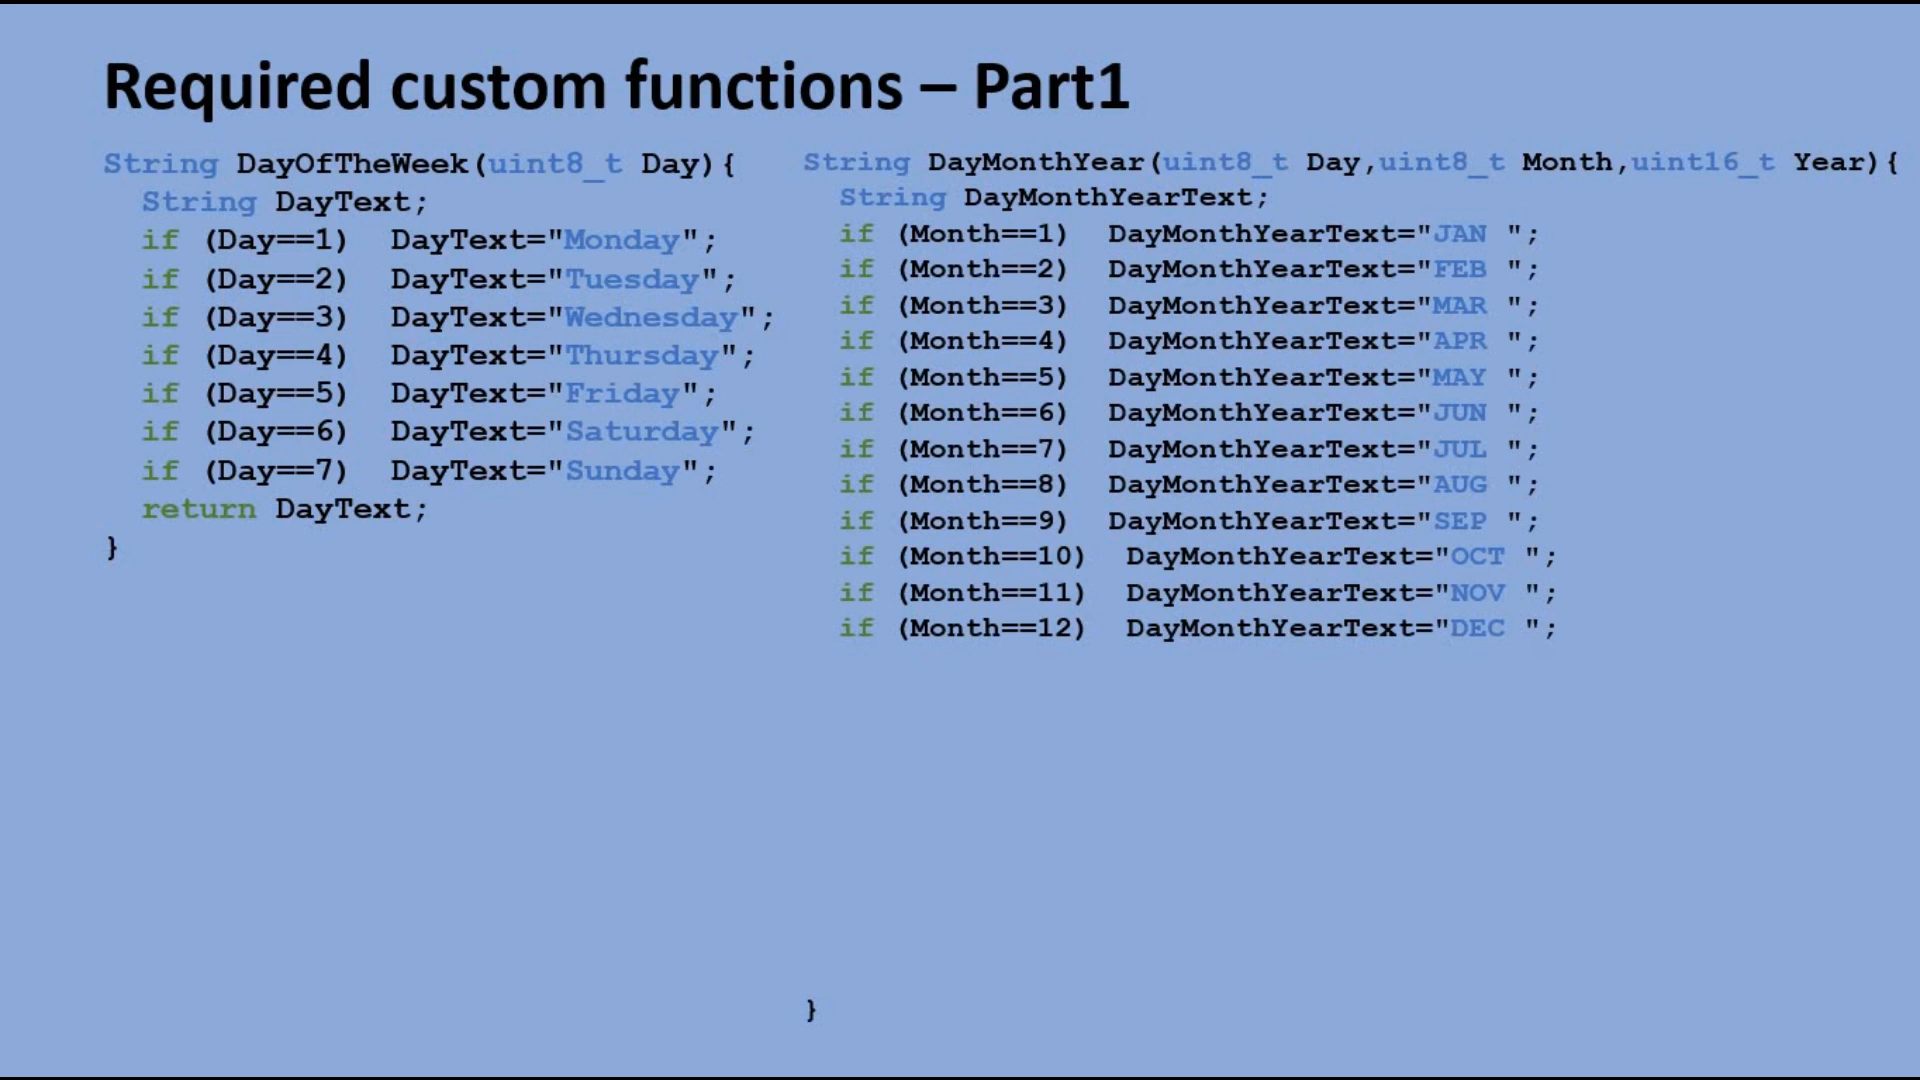 Required custom functions – Part1
String DayOfTheWeek(uint8_t Day){
String DayText;
if (Day==1) DayText="Monday";
if (Day==2) DayText="Tuesday";
if (Day==3) DayText="Wednesday";
if (Day==4) DayText="Thursday";
if (Day==5) DayText="Friday";
if (Day==6) DayText="Saturday";
if (Day==7) DayText="Sunday";
return DayText;
}
String DayMonthYear(uint8_t Day,uint8_t Month,uint16_t Year){
String DayMonthYearText;
if (Month==1) DayMonthYearText="JAN ";
if (Month==2) DayMonthYearText="FEB ";
if (Month==3) DayMonthYearText="MAR ";
if (Month==4) DayMonthYearText="APR ";
if (Month==5) DayMonthYearText="MAY ";
if (Month==6) DayMonthYearText="JUN ";
if (Month==7) DayMonthYearText="JUL ";
if (Month==8) DayMonthYearText="AUG ";
if (Month==9) DayMonthYearText="SEP ";
if (Month==10) DayMonthYearText="OCT ";
if (Month==11) DayMonthYearText="NOV ";
if (Month==12) DayMonthYearText="DEC ";
}